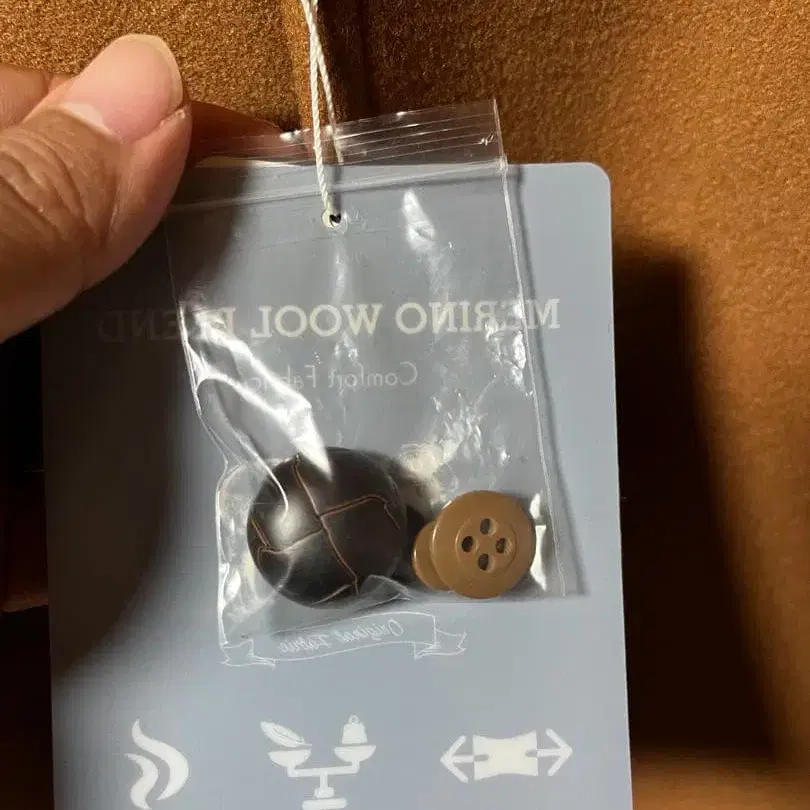 MERINO WOOL BLEND
Comfort Fabric
Original Fabric